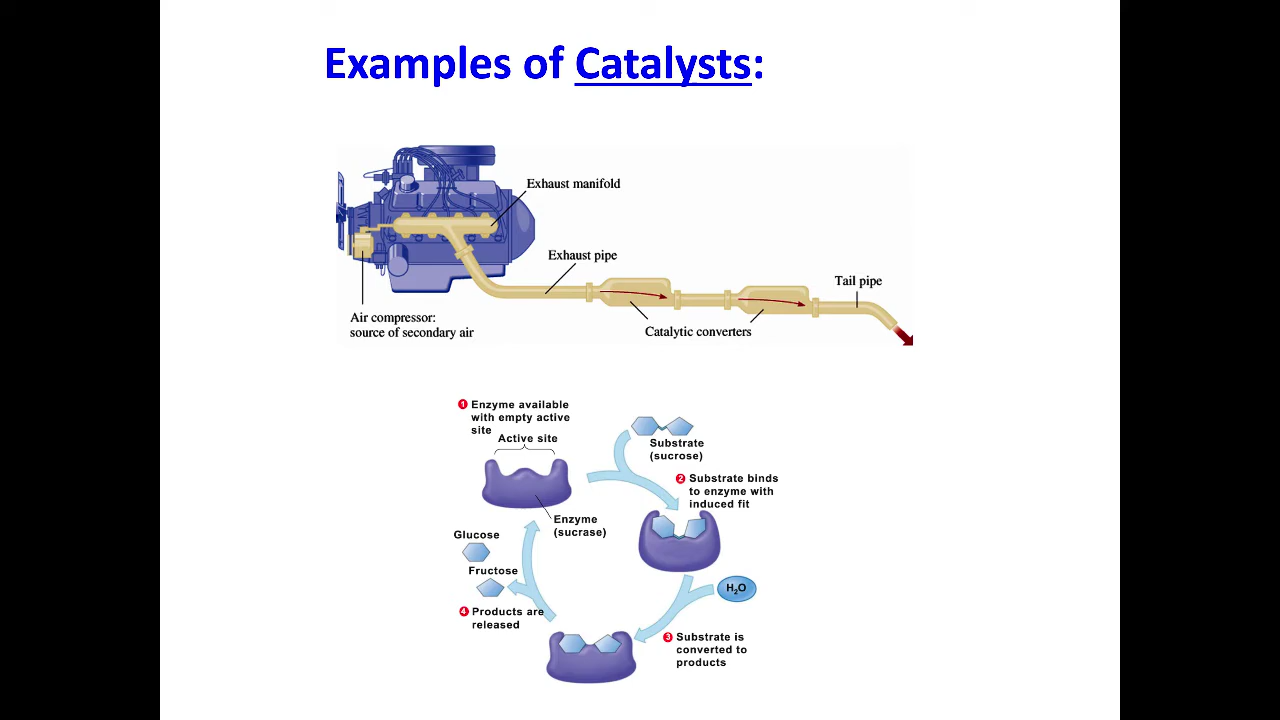 Examples of Catalysts:
Exhaust manifold
Exhaust pipe
Tail pipe
Air compressor:
source of secondary air
Catalytic converters
1 Enzyme available
with empty active
site
Active site
Substrate
(sucrose)
2 Substrate binds
to enzyme with
induced fit
Enzyme
(sucrase)
Glucose
Fructose
H₂O
4 Products are
released
3 Substrate is
converted to
products